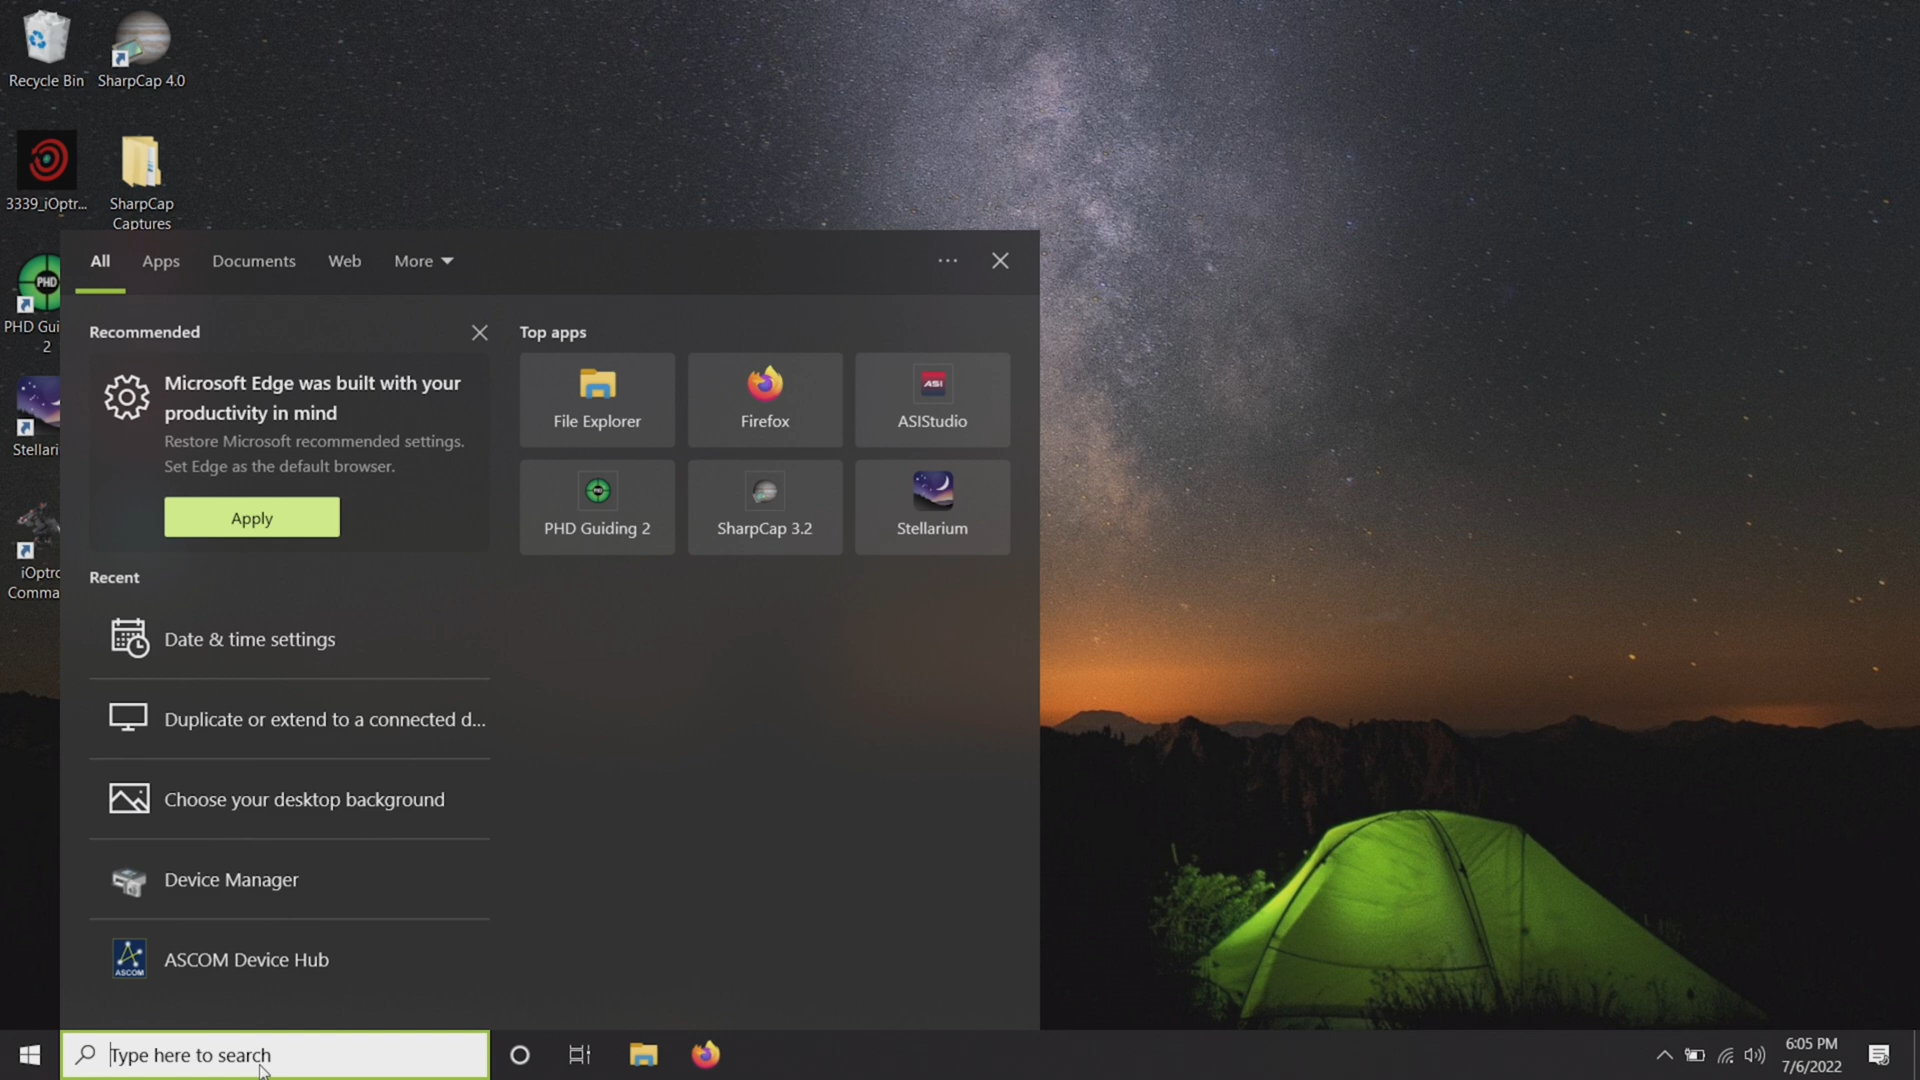 Recycle Bin
SharpCap 4.0
3339_iOptr...
SharpCap
Captures
PHD Gui
2
Stellari
iOptro
Comma
All
Apps
Documents
Web
More
Recommended
Microsoft Edge was built with your
productivity in mind
Restore Microsoft recommended settings.
Set Edge as the default browser.
Apply
Recent
Date & time settings
Duplicate or extend to a connected d...
Choose your desktop background
Device Manager
ASCOM
ASCOM Device Hub
Top apps
File Explorer
Firefox
ASI
ASIStudio
PHD Guiding 2
SharpCap 3.2
Stellarium
Type here to search
6:05 PM
7/6/2022